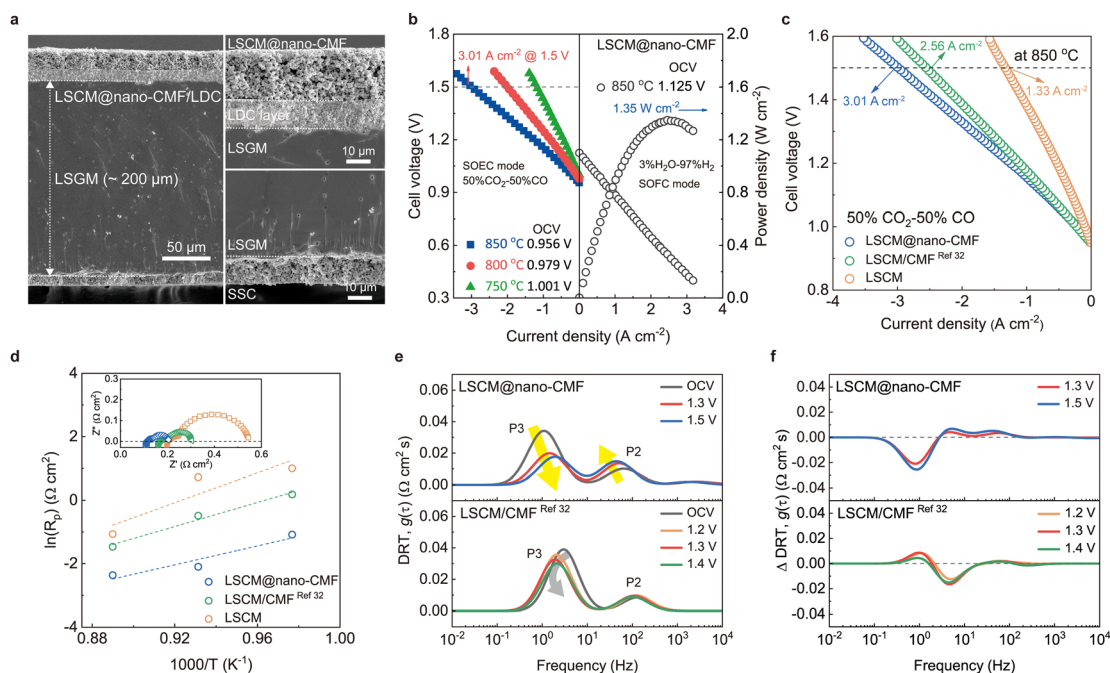 a
LSCM@nano-CMF
LSCM@nano-CMF/LDC
LDC layer
LSGM
10 µm
LSGM (~ 200 µm)
50 µm
LSGM
SSC
10 µm
b
3.01 A cm-2 @ 1.5 V
LSCM@nano-CMF
OCV
850 °C 1.125 V
1.35 W cm-2
SOEC mode
50%CO2-50%CO
3%H2O-97%H2
SOFC mode
OCV
850 °C 0.956 V
800 °C 0.979 V
750 °C 1.001 V
Cell voltage (V)
1.8
1.5
1.2
0.9
0.6
0.3
Power density (W cm-2)
2.0
1.6
1.2
0.8
0.4
0.0
-3 -2 -1 0 1 2 3 4
Current density (A cm-2)
c
2.56 A cm-2
at 850 °C
3.01 A cm-2
1.33 A cm-2
50% CO2-50% CO
LSCM@nano-CMF
LSCM/CMF Ref 32
LSCM
Cell voltage (V)
1.6
1.4
1.2
1.0
0.8
-4 -3 -2 -1 0
Current density (A cm-2)
d
Z'' (Ω cm2)
0.3
0.2
0.1
0.0
0.0 0.2 0.4 0.6
Z' (Ω cm2)
LSCM@nano-CMF
LSCM/CMF Ref 32
LSCM
ln(Rp) (Ω cm2)
4
2
0
-2
-4
0.88 0.92 0.96 1.00
1000/T (K-1)
e
LSCM@nano-CMF
OCV
1.3 V
1.5 V
P3
P2
LSCM/CMF Ref 32
OCV
1.2 V
1.3 V
1.4 V
P3
P2
DRT, g(τ) (Ω cm2 s)
0.06
0.04
0.02
0.00
0.06
0.04
0.02
0.00
10-2 10-1 100 101 102 103 104
Frequency (Hz)
f
LSCM@nano-CMF
1.3 V
1.5 V
LSCM/CMF Ref 32
1.2 V
1.3 V
1.4 V
Δ DRT, g(τ) (Ω cm2 s)
0.04
0.02
0.00
-0.02
-0.04
0.04
0.02
0.00
-0.02
-0.04
10-2 10-1 100 101 102 103 104
Frequency (Hz)